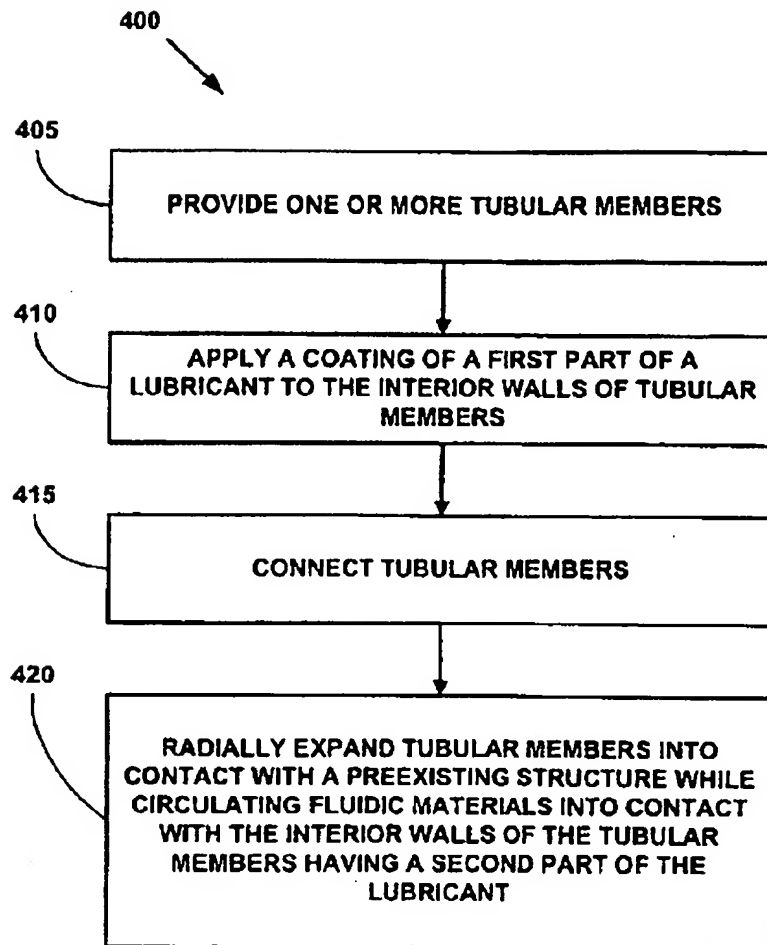 400
405
PROVIDE ONE OR MORE TUBULAR MEMBERS
410
APPLY A COATING OF A FIRST PART OF A
LUBRICANT TO THE INTERIOR WALLS OF TUBULAR
MEMBERS
415
CONNECT TUBULAR MEMBERS
420
RADIALLY EXPAND TUBULAR MEMBERS INTO
CONTACT WITH A PREEXISTING STRUCTURE WHILE
CIRCULATING FLUIDIC MATERIALS INTO CONTACT
WITH THE INTERIOR WALLS OF THE TUBULAR
MEMBERS HAVING A SECOND PART OF THE
LUBRICANT